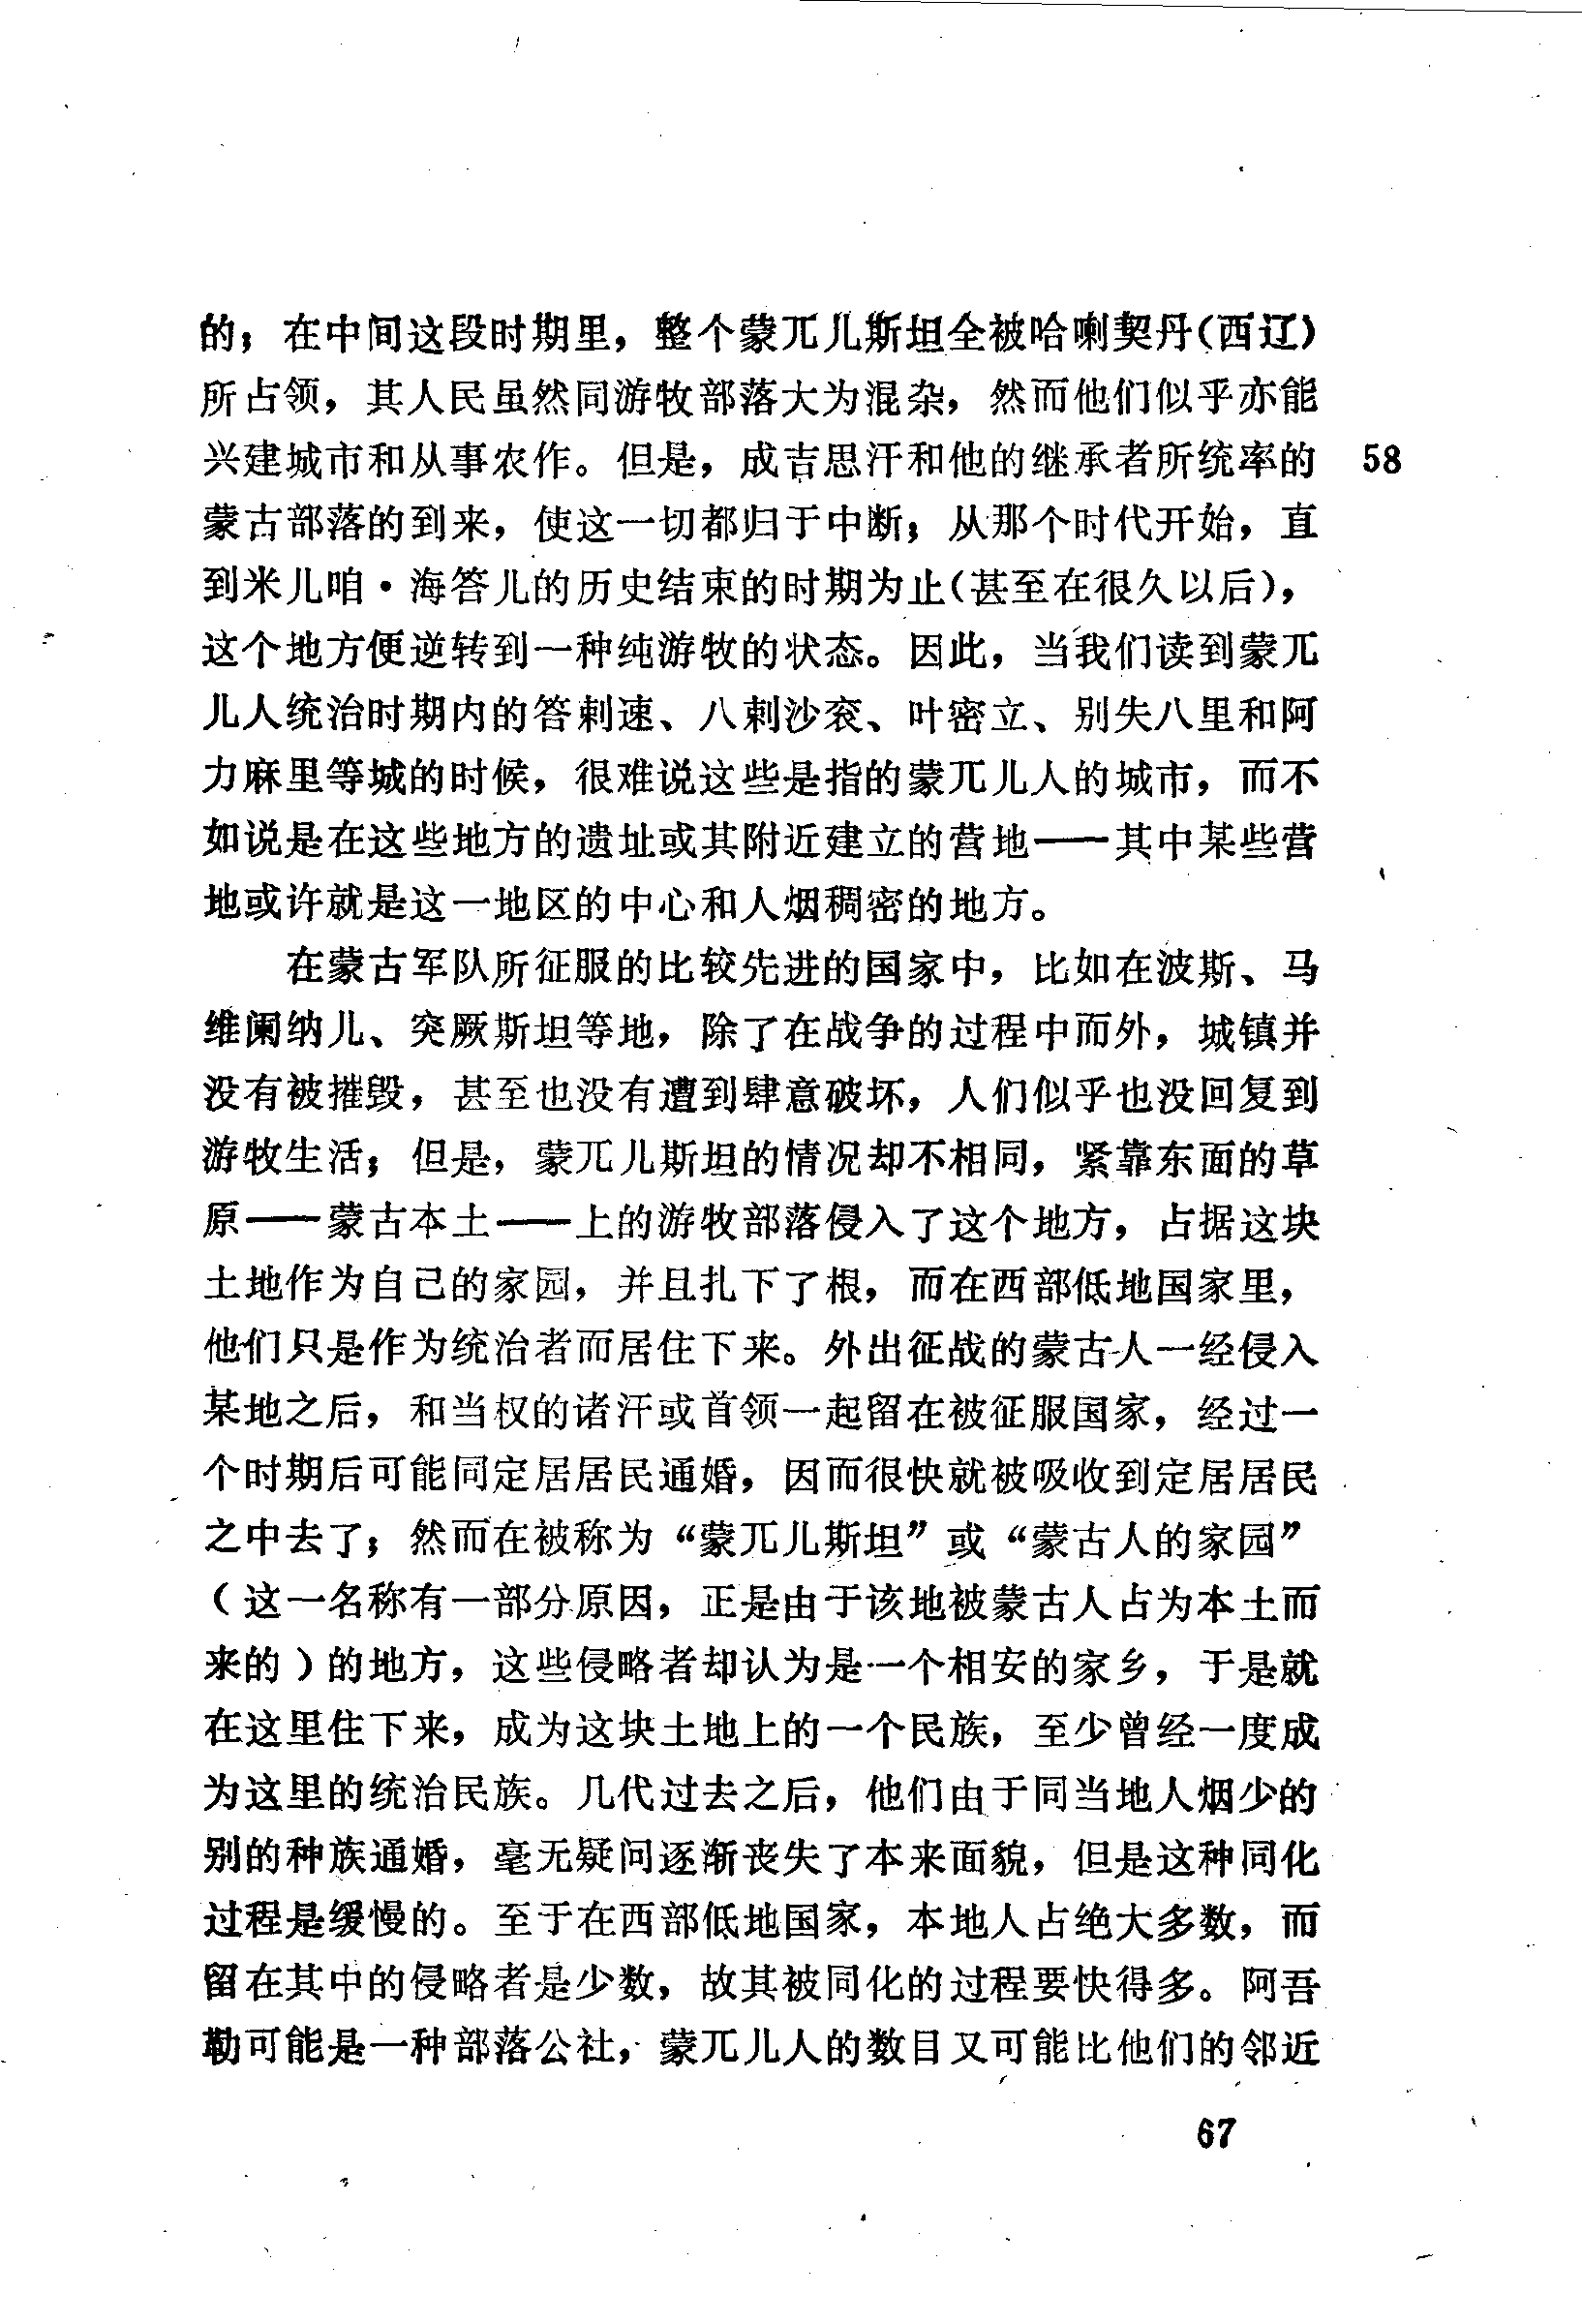 的；在中间这段时期里，整个蒙兀儿斯坦全被哈喇契丹(西辽)
所占领，其人民虽然同游牧部落大为混杂，然而他们似乎亦能
兴建城市和从事农作。但是，成吉思汗和他的继承者所统率的 58
蒙古部落的到来，使这一切都归于中断；从那个时代开始，直
到米儿咱·海答儿的历史结束的时期为止(甚至在很久以后)，
这个地方便逆转到一种纯游牧的状态。因此，当我们读到蒙兀
儿人统治时期内的答剌速、八剌沙衮、叶密立、别失八里和阿
力麻里等城的时候，很难说这些是指的蒙兀儿人的城市，而不
如说是在这些地方的遗址或其附近建立的营地——其中某些营
地或许就是这一地区的中心和人烟稠密的地方。
在蒙古军队所征服的比较先进的国家中，比如在波斯、马
维阑纳儿、突厥斯坦等地，除了在战争的过程中而外，城镇并
没有被摧毁，甚至也没有遭到肆意破坏，人们似乎也没回复到
游牧生活；但是，蒙兀儿斯坦的情况却不相同，紧靠东面的草
原——蒙古本土——上的游牧部落侵入了这个地方，占据这块
土地作为自己的家园，并且扎下了根，而在西部低地国家里，
他们只是作为统治者而居住下来。外出征战的蒙古人一经侵入
某地之后，和当权的诸汗或首领一起留在被征服国家，经过一
个时期后可能同定居居民通婚，因而很快就被吸收到定居居民
之中去了；然而在被称为“蒙兀儿斯坦”或“蒙古人的家园”
（这一名称有一部分原因，正是由于该地被蒙古人占为本土而
来的）的地方，这些侵略者却认为是一个相安的家乡，于是就
在这里住下来，成为这块土地上的一个民族，至少曾经一度成
为这里的统治民族。几代过去之后，他们由于同当地人烟少的
别的种族通婚，毫无疑问逐渐丧失了本来面貌，但是这种同化
过程是缓慢的。至于在西部低地国家，本地人占绝大多数，而
留在其中的侵略者是少数，故其被同化的过程要快得多。阿吾
勒可能是一种部落公社，蒙兀儿人的数目又可能比他们的邻近
67